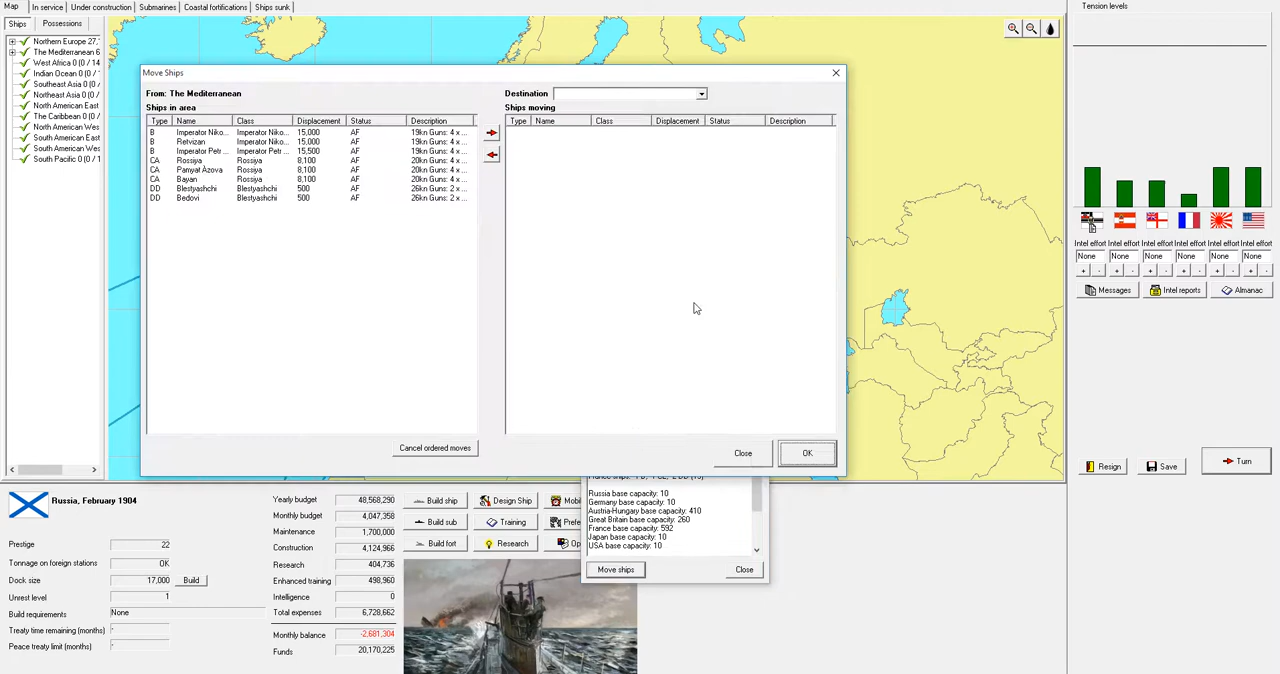 Map In service Under construction Submarines Coastal fortifications Ships sunk
Ships Possessions
Northern Europe 27,
The Mediterranean 6
West Africa 0 (0 / 14
Indian Ocean 0 (0 /
Southeast Asia 0 (0
Northeast Asia 0 (0
North American East
The Caribbean 0 (0 /
North American Wes
South American East
South American Wes
South Pacific 0 (0 / 1
Move Ships
From: The Mediterranean
Ships in area
Type Name Class Displacement Status Description
B Imperator Niko... Imperator Niko... 15,000 AF 19kn Guns: 4 x ...
B Retvizan Imperator Niko... 15,000 AF 19kn Guns: 4 x ...
B Imperator Petr... Imperator Petr ... 15,500 AF 19kn Guns: 4 x ...
CA Rossiya Rossiya 8,100 AF 20kn Guns: 4 x ...
CA Panyat Àzova Rossiya 8,100 AF 20kn Guns: 4 x ...
CA Bayan Rossiya 8,100 AF 20kn Guns: 4 x ...
DD Blestyashchi Blestyashchi 500 AF 26kn Guns: 2 x ...
DD Bedovi Blestyashchi 500 AF 26kn Guns: 2 x ...
Cancel ordered moves
Destination
Ships moving
Type Name Class Displacement Status Description
Close OK
Russia base capacity: 10
Germany base capacity: 10
Austria-Hungary base capacity: 410
Great Britain base capacity: 260
France base capacity: 592
Japan base capacity: 10
USA base capacity: 10
Move ships Close
Tension levels
Intel effort Intel effort Intel effort Intel effort Intel effort Intel effort
None None None None None None
+ - + - + - + - + - + -
Messages Intel reports Almanac
Resign Save Turn
Russia, February 1904
Prestige 22
Tonnage on foreign stations OK
Dock size 17,000 Build
Unrest level 1
Build requirements None
Treaty time remaining (months) -
Peace treaty limit (months) -
Yearly budget 48,568,290
Monthly budget 4,047,358
Maintenance 1,700,000
Construction 4,124,966
Research 404,736
Enhanced training 498,960
Intelligence 0
Total expenses 6,728,662
Monthly balance -2,681,304
Funds 20,170,225
Build ship Design Ship Mobi
Build sub Training Prefe
Build fort Research Op